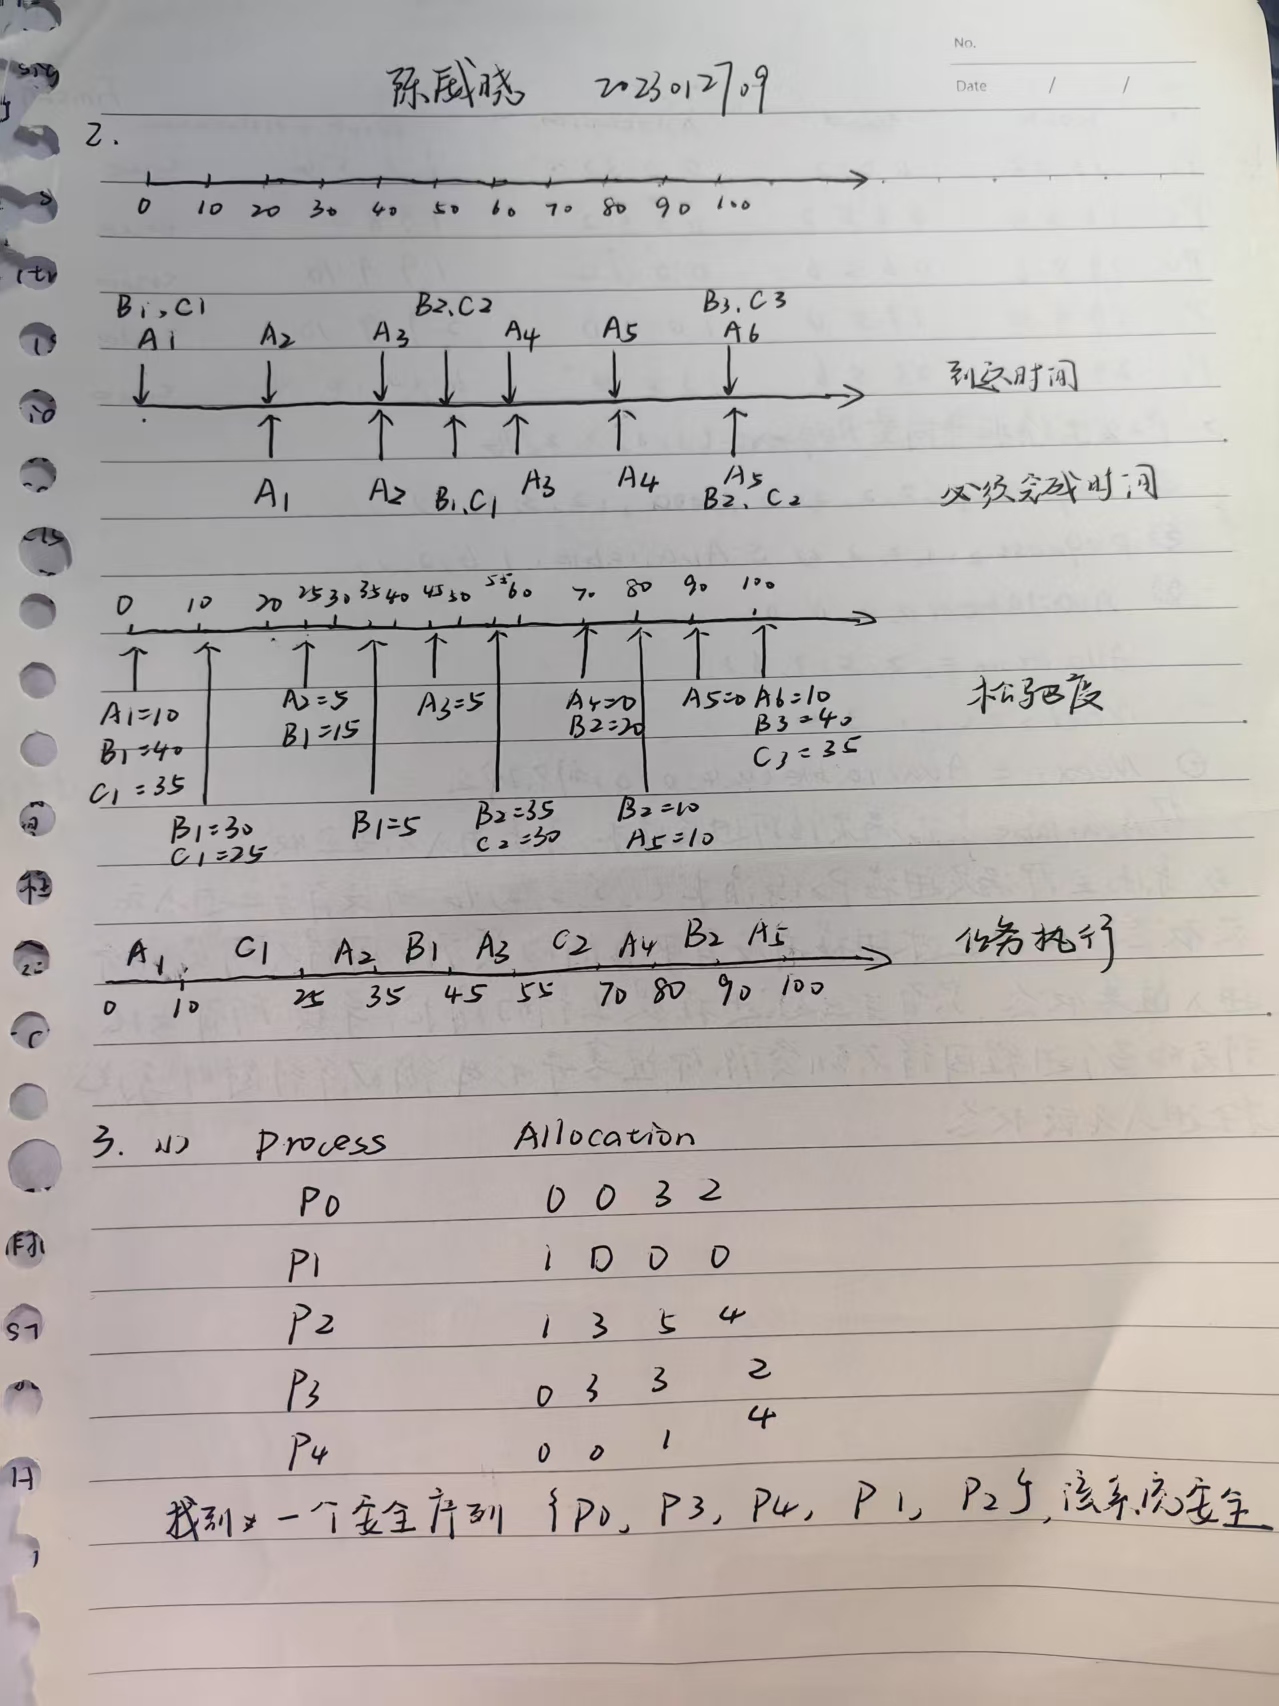 No.
Date / /
陈威晓 2023012709
2.
0 10 20 30 40 50 60 70 80 90 100
B1,C1 B2.C2 B3.C3
A1 A2 A3 A4 A5 A6
到达时间
A1 A2 B1.C1 A3 A4 A5
B2.C2
必须完成时间
0 10 20 25 30 35 40 45 50 55 60 70 80 90 100
A1=10 A2=5 A3=5 A4=0 A5=0 A6=10
B1=40 B1=15 B2=20 B3=40
C1=35 C3=35
松弛度
B1=30 B1=5 B2=35 B2=10
C1=25 C2=30 A5=10
A1 C1 A2 B1 A3 C2 A4 B2 A5 任务执行
0 10 25 35 45 55 70 80 90 100
3. (1) Process Allocation
P0 0 0 3 2
P1 1 0 0 0
P2 1 3 5 4
P3 0 3 3 2
P4 0 0 1 4
找到 一个安全序列 {P0, P3, P4, P1, P2}, 该系统安全